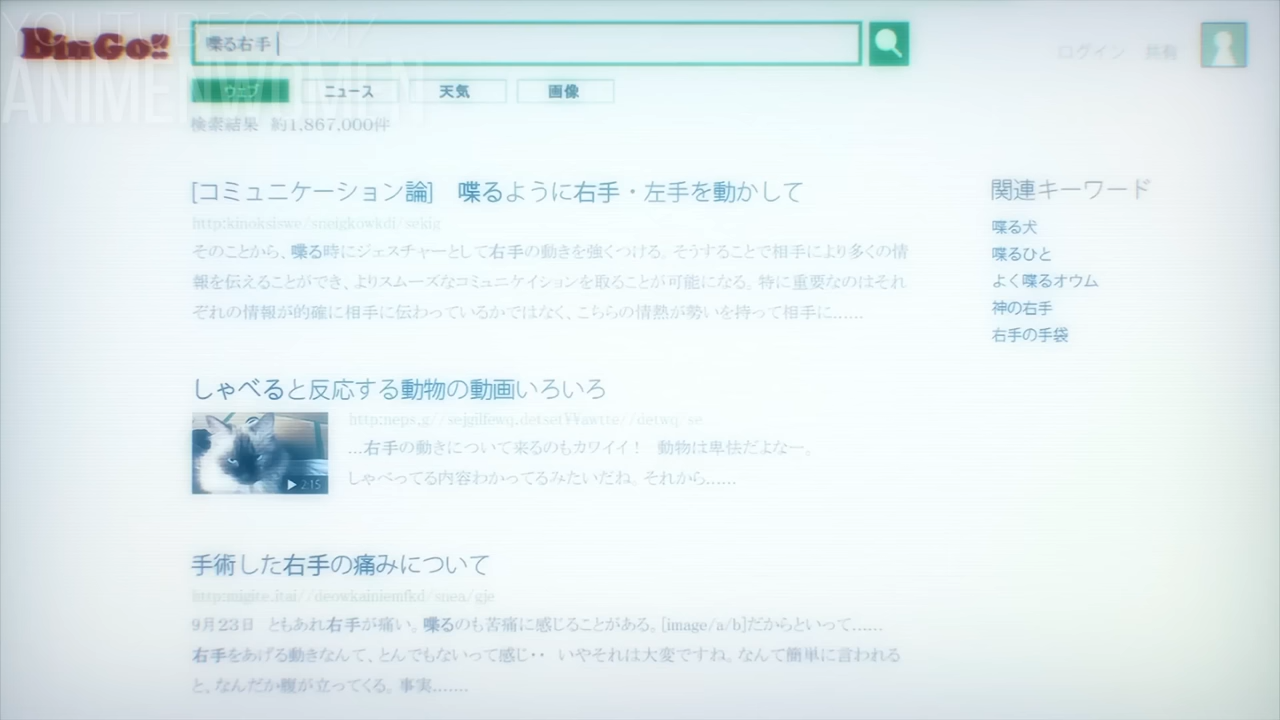 YOUTUBE.COM/
ANIMENWOMEN
BinGo!!
喋る右手
ログイン 共有
ウェブ ニュース 天気 画像
検索結果 約1,867,000件
[コミュニケーション論] 喋るように右手・左手を動かして
http:kinoksiswe/sneigkowkdi/sekig
そのことから、喋る時にジェスチャーとして右手の動きを強くつける。そうすることで相手により多くの情
報を伝えることができ、よりスムーズなコミュニケイションを取ることが可能になる。特に重要なのはそれ
ぞれの情報が的確に相手に伝わっているかではなく、こちらの情熱が勢いを持って相手に......
関連キーワード
喋る犬
喋るひと
よく喋るオウム
神の右手
右手の手袋
しゃべると反応する動物の動画いろいろ
2:15
...右手の動きについて来るのもカワイイ！ 動物は卑怯だよなー。
しゃべってる内容わかってるみたいだね。それから......
手術した右手の痛みについて
http:migite.itai//deowkainiemfkd/snea/gje
9月23日 ともあれ右手が痛い。喋るのも苦痛に感じることがある。[image/a/b]だからといって......
右手をあげる動きなんて、とんでもないって感じ・・ いやそれは大変ですね。なんて簡単に言われる
と、なんだか腹が立ってくる。事実.......